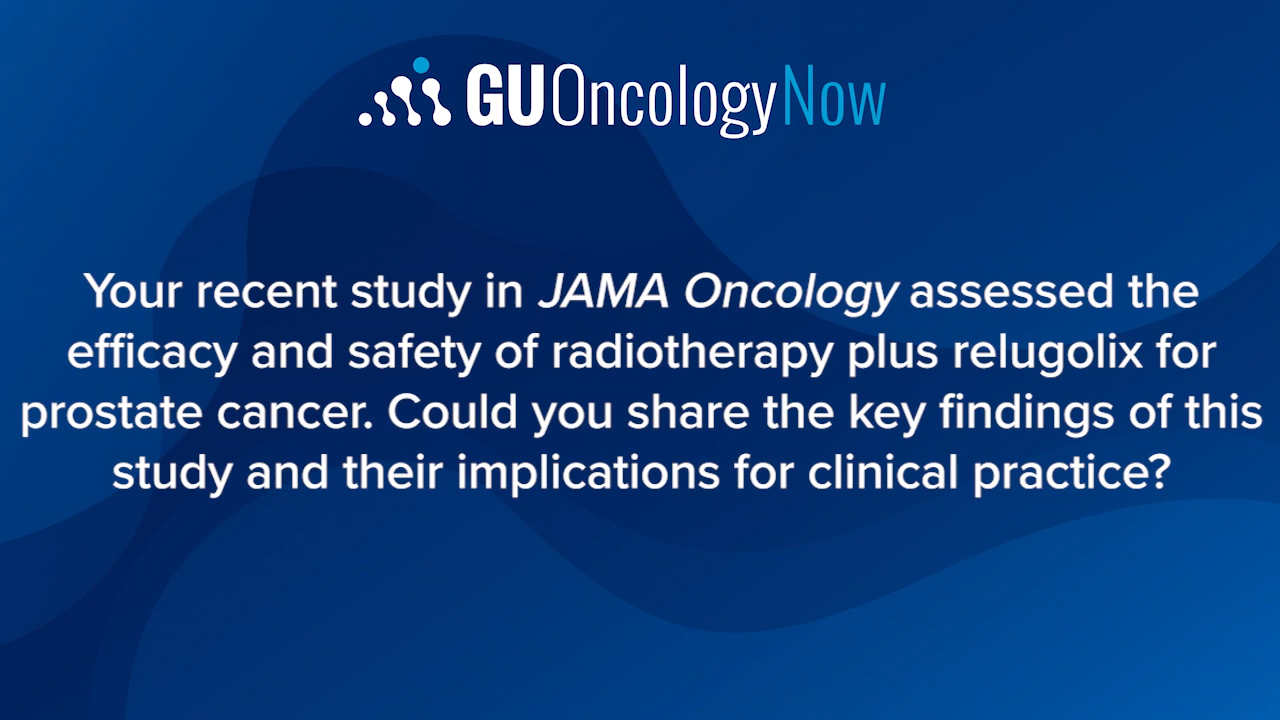 GUOncologyNow
Your recent study in JAMA Oncology assessed the
efficacy and safety of radiotherapy plus relugolix for
prostate cancer. Could you share the key findings of this
study and their implications for clinical practice?